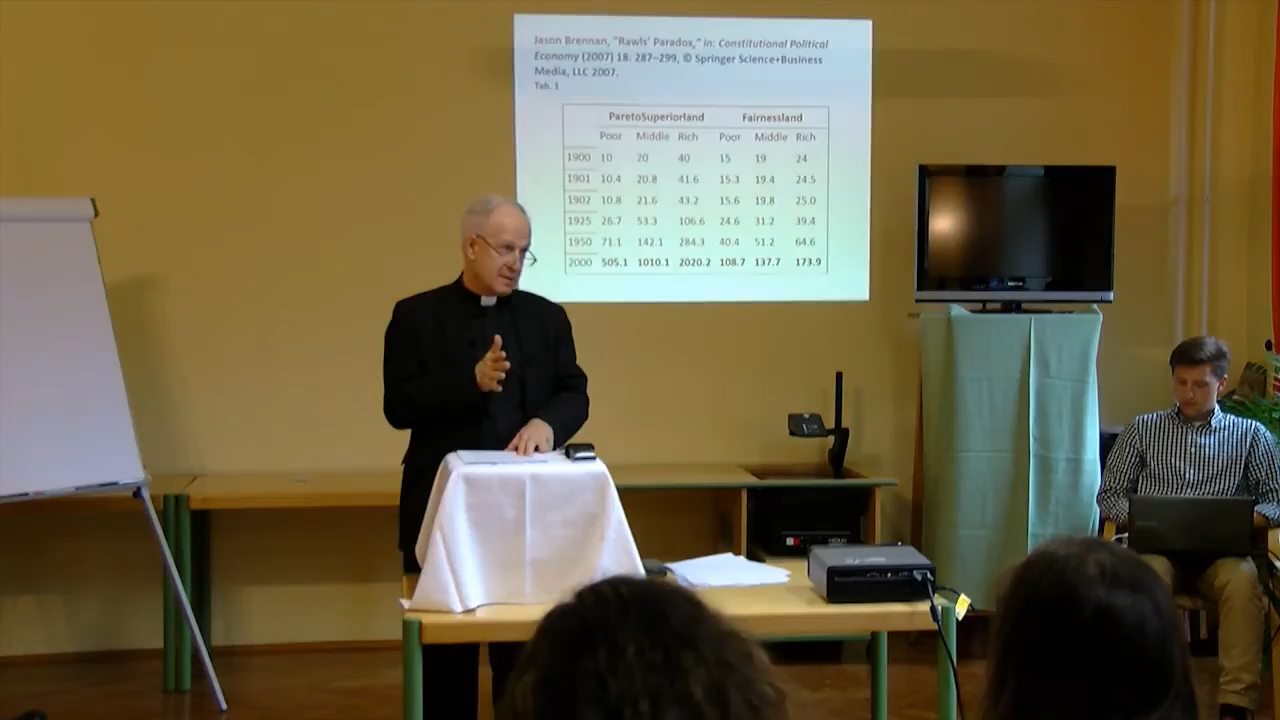 Jason Brennan, "Rawls' Paradox," in: Constitutional Political
Economy (2007) 18: 287–299, © Springer Science+Business
Media, LLC 2007.
Tab. 1
ParetoSuperiorland Fairnessland
Poor Middle Rich Poor Middle Rich
1900 10 20 40 15 19 24
1901 10.4 20.8 41.6 15.3 19.4 24.5
1902 10.8 21.6 43.2 15.6 19.8 25.0
1925 26.7 53.3 106.6 24.6 31.2 39.4
1950 71.1 142.1 284.3 40.4 51.2 64.6
2000 505.1 1010.1 2020.2 108.7 137.7 173.9